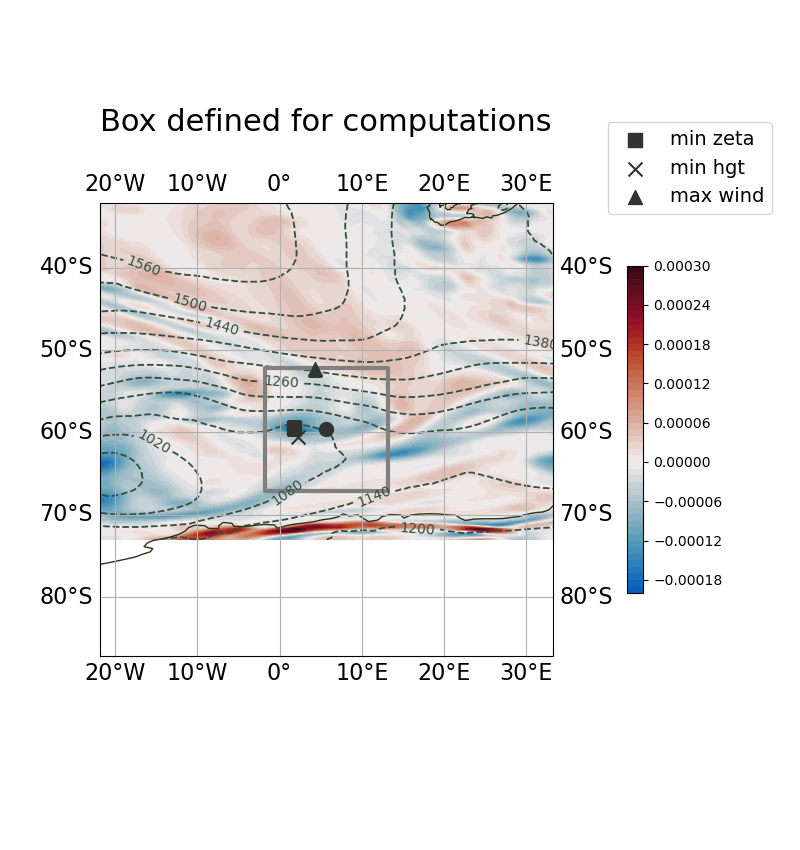 Box defined for computations
min zeta
min hgt
max wind
20°W 10°W 0° 10°E 20°E 30°E
40°S 40°S
50°S 50°S
60°S 60°S
70°S 70°S
80°S 80°S
20°W 10°W 0° 10°E 20°E 30°E
1560
1500
1440
1380
1260
1020
1080
1140
1200
0.00030
0.00024
0.00018
0.00012
0.00006
0.00000
−0.00006
−0.00012
−0.00018